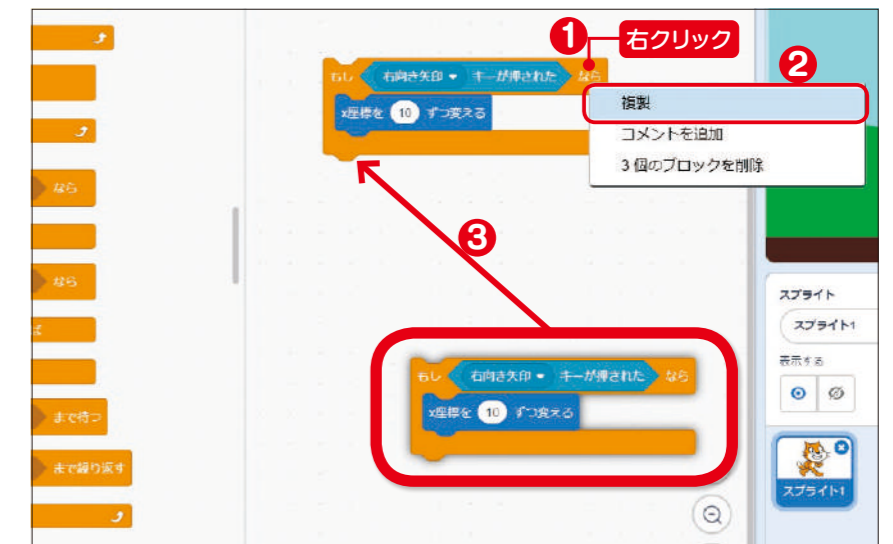 1 右クリック
2
もし 右向き矢印 キーが押された なら
複製
x座標を 10 ずつ変える
コメントを追加
3 個のブロックを削除
なら
3
なら
スプライト
スプライト1
ば
表示する
もし 右向き矢印 キーが押された なら
x座標を 10 ずつ変える
まで待つ
まで繰り返す
スプライト1